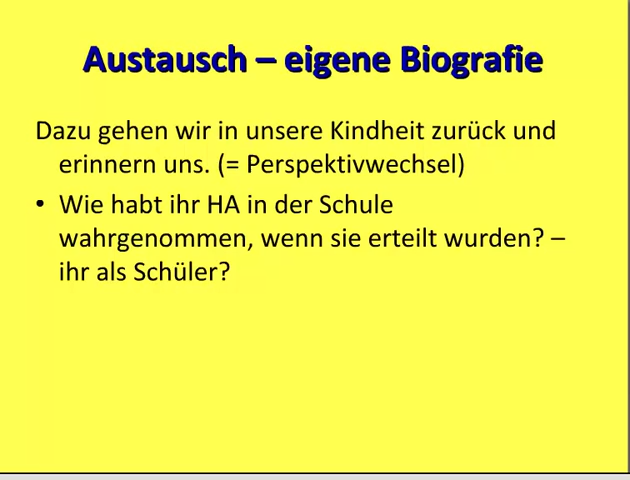 Austausch – eigene Biografie
Dazu gehen wir in unsere Kindheit zurück und
erinnern uns. (= Perspektivwechsel)
• Wie habt ihr HA in der Schule
wahrgenommen, wenn sie erteilt wurden? –
ihr als Schüler?